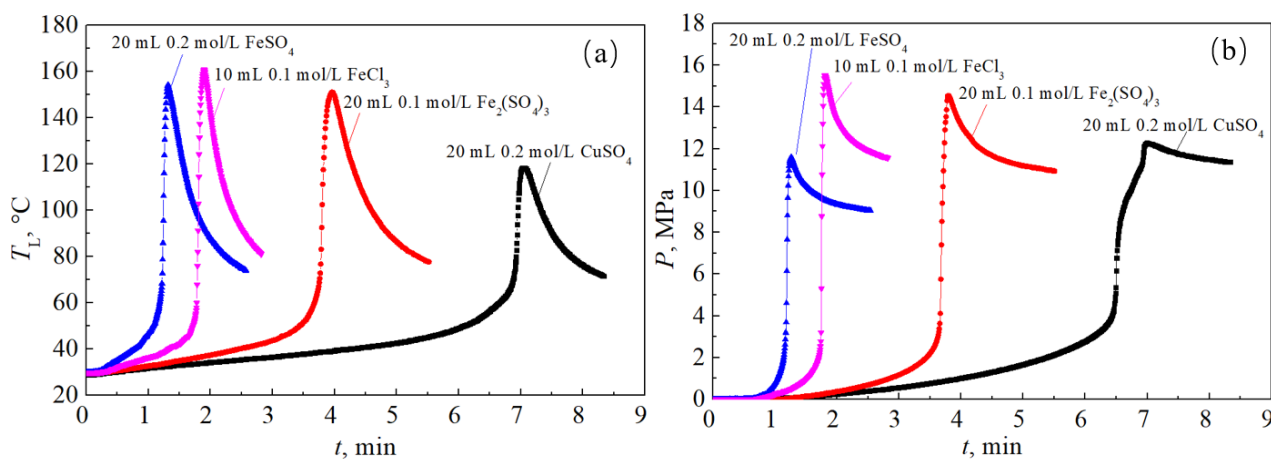 (a)
20 mL 0.2 mol/L FeSO₄
10 mL 0.1 mol/L FeCl₃
20 mL 0.1 mol/L Fe₂(SO₄)₃
20 mL 0.2 mol/L CuSO₄
T_L, °C
160
140
120
100
80
60
40
20
0 1 2 3 4 5 6 7 8 9
t, min
(b)
20 mL 0.2 mol/L FeSO₄
10 mL 0.1 mol/L FeCl₃
20 mL 0.1 mol/L Fe₂(SO₄)₃
20 mL 0.2 mol/L CuSO₄
P, MPa
18
16
14
12
10
8
6
4
2
0
0 1 2 3 4 5 6 7 8 9
t, min